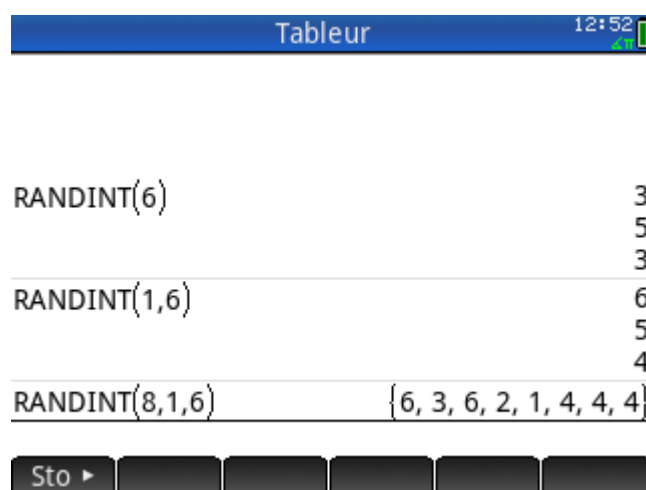 Tableur 12:52
∡π
RANDINT(6) 3
5
3
RANDINT(1,6) 6
5
4
RANDINT(8,1,6) {6, 3, 6, 2, 1, 4, 4, 4}
Sto ►